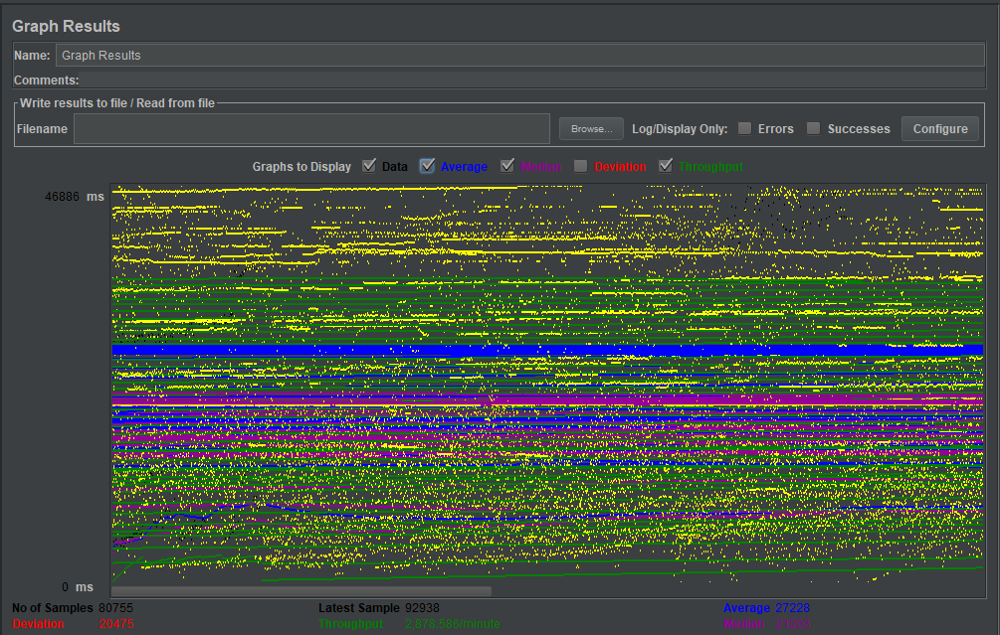 Graph Results
Name: Graph Results
Comments:
Write results to file / Read from file
Filename Browse... Log/Display Only: Errors Successes Configure
Graphs to Display Data Average Median Deviation Throughput
46886 ms
0 ms
No of Samples 80755 Latest Sample 92938 Average 27228
Deviation 20475 Throughput 2,878.586/minute Median